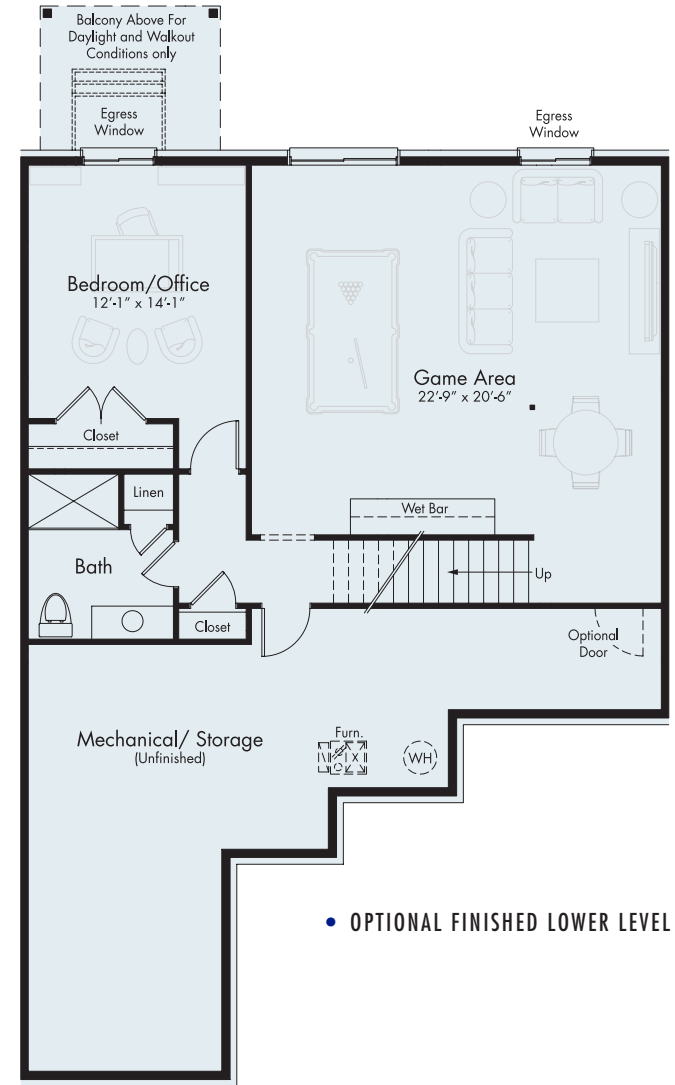 Balcony Above For
Daylight and Walkout
Conditions only
Egress
Window
Egress
Window
Bedroom/Office
12'-1" x 14'-1"
Game Area
22'-9" x 20'-6"
Closet
Linen
Wet Bar
Bath
Up
Closet
Optional
Door
Mechanical/ Storage
(Unfinished)
Furn.
X
WH
• OPTIONAL FINISHED LOWER LEVEL